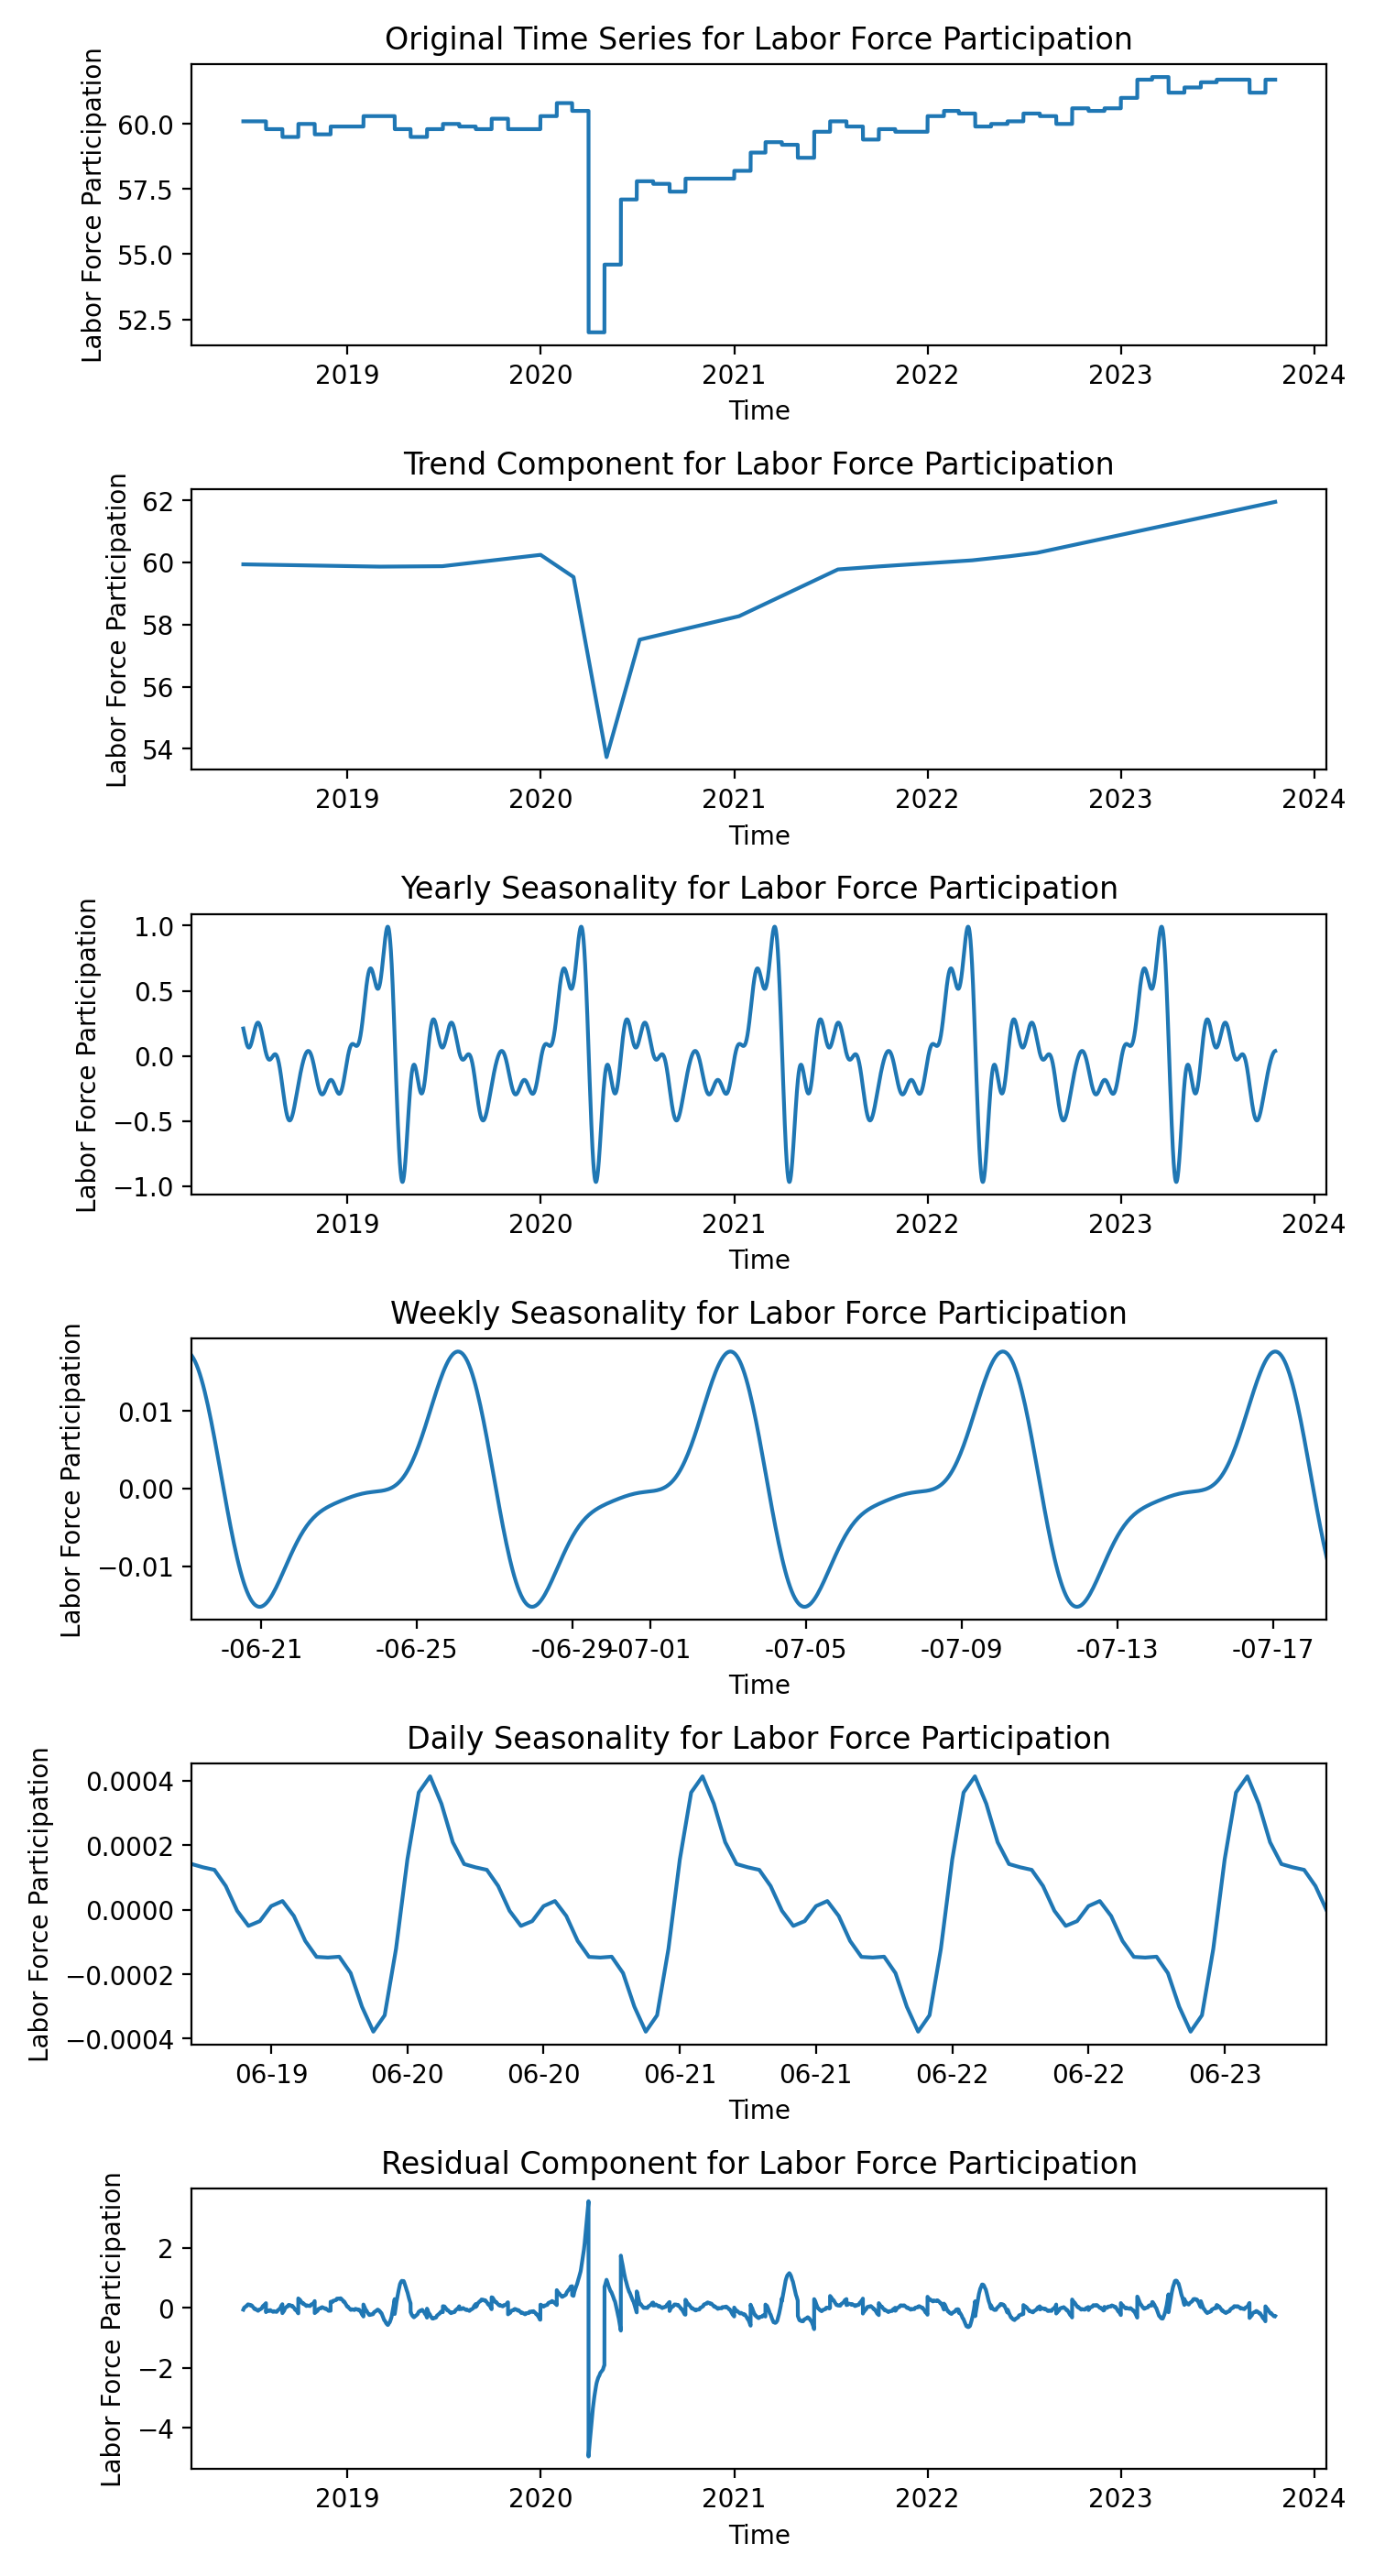 Original Time Series for Labor Force Participation
Labor Force Participation
60.0
57.5
55.0
52.5
2019 2020 2021 2022 2023 2024
Time
Trend Component for Labor Force Participation
Labor Force Participation
62
60
58
56
54
2019 2020 2021 2022 2023 2024
Time
Yearly Seasonality for Labor Force Participation
Labor Force Participation
1.0
0.5
0.0
−0.5
−1.0
2019 2020 2021 2022 2023 2024
Time
Weekly Seasonality for Labor Force Participation
Labor Force Participation
0.01
0.00
−0.01
-06-21 -06-25 -06-29 -07-01 -07-05 -07-09 -07-13 -07-17
Time
Daily Seasonality for Labor Force Participation
Labor Force Participation
0.0004
0.0002
0.0000
−0.0002
−0.0004
06-19 06-20 06-20 06-21 06-21 06-22 06-22 06-23
Time
Residual Component for Labor Force Participation
Labor Force Participation
2
0
−2
−4
2019 2020 2021 2022 2023 2024
Time